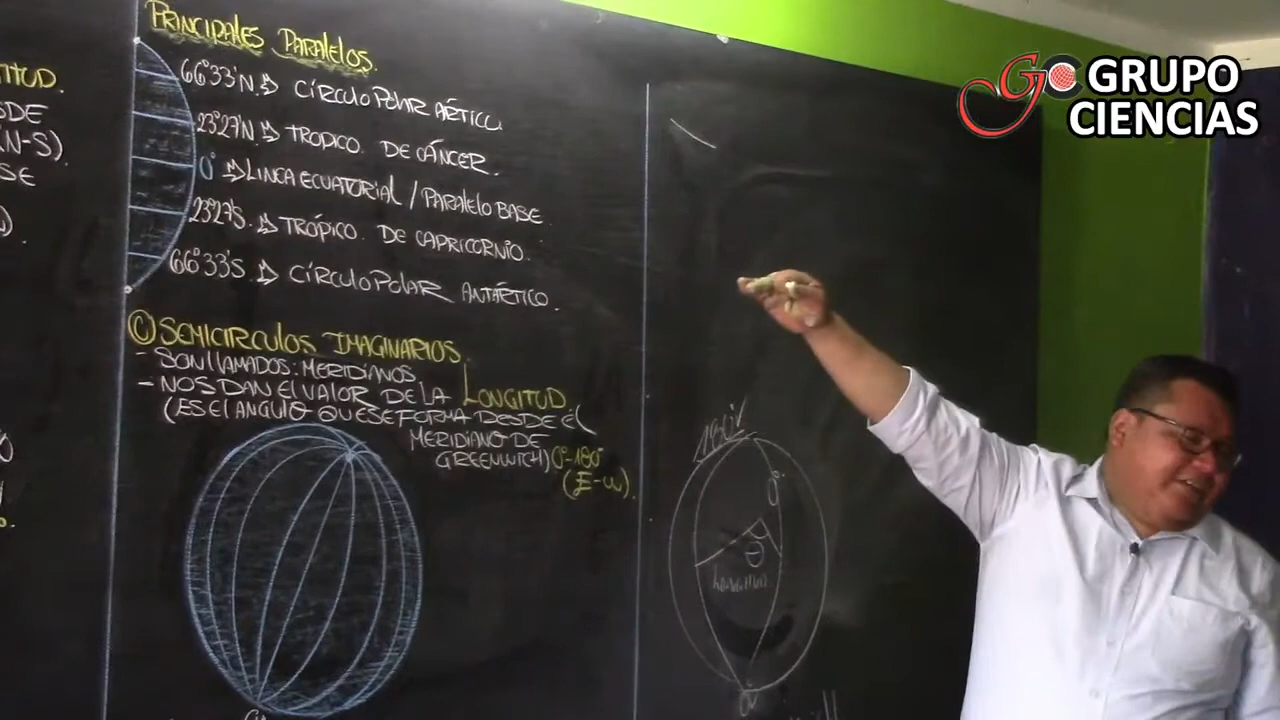 PRINCIPALES PARALELOS.
66°33'N. ⇒ CÍRCULO POLAR ÁRTICO
23°27'N. ⇒ TROPICO DE CÁNCER.
0° ⇒ LINEA ECUATORIAL / PARALELO BASE.
23°27'S. ⇒ TRÓPICO DE CAPRICORNIO.
66°33'S. ⇒ CÍRCULO POLAR ANTÁRTICO.
Ⓒ SEMICIRCULOS IMAGINARIOS.
- SON LLAMADOS: MERIDIANOS.
- NOS DAN EL VALOR DE LA LONGITUD
(ES EL ANGULO QUE SE FORMA DESDE EL
MERIDIANO DE
GREENWICH) 0°-180°
(E-W).
(N-S).
180°
0°
θ
GRUPO
CIENCIAS